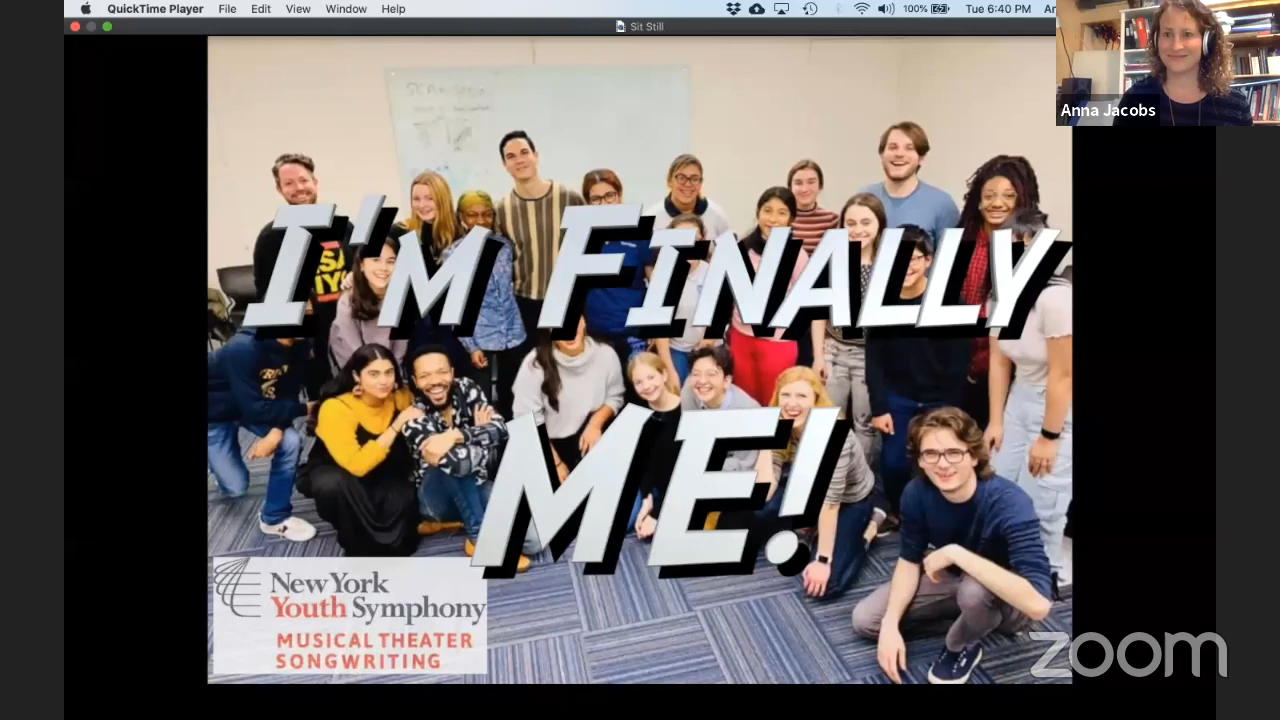 QuickTime Player File Edit View Window Help 100% Tue 6:40 PM
Sit Still
Anna Jacobs
I'm Finally
ME!
New York
Youth Symphony
MUSICAL THEATER
SONGWRITING
zoom